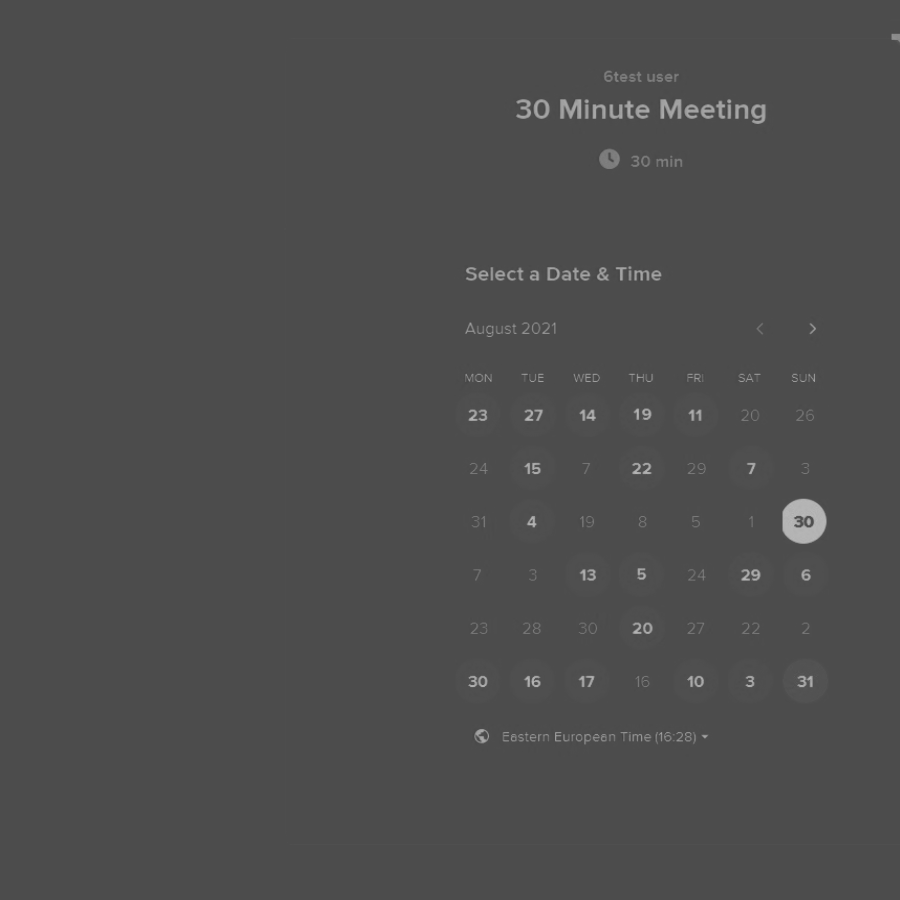 6test user
30 Minute Meeting
30 min
Select a Date & Time
August 2021
MON TUE WED THU FRI SAT SUN
23 27 14 19 11 20 26
24 15 7 22 29 7 3
31 4 19 8 5 1 30
7 3 13 5 24 29 6
23 28 30 20 27 22 2
30 16 17 16 10 3 31
Eastern European Time (16:28)